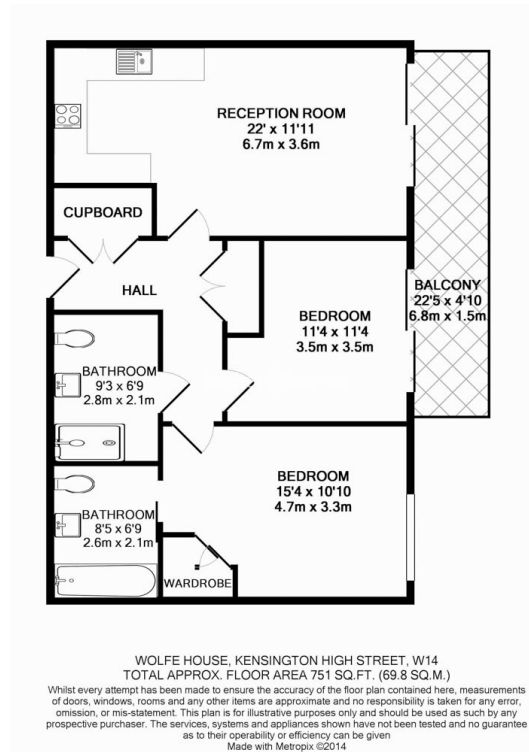 RECEPTION ROOM
22' x 11'11
6.7m x 3.6m
CUPBOARD
HALL
BALCONY
22'5 x 4'10
6.8m x 1.5m
BEDROOM
11'4 x 11'4
3.5m x 3.5m
BATHROOM
9'3 x 6'9
2.8m x 2.1m
BEDROOM
15'4 x 10'10
4.7m x 3.3m
BATHROOM
8'5 x 6'9
2.6m x 2.1m
WARDROBE
WOLFE HOUSE, KENSINGTON HIGH STREET, W14
TOTAL APPROX. FLOOR AREA 751 SQ.FT. (69.8 SQ.M.)
Whilst every attempt has been made to ensure the accuracy of the floor plan contained here, measurements
of doors, windows, rooms and any other items are approximate and no responsibility is taken for any error,
omission, or mis-statement. This plan is for illustrative purposes only and should be used as such by any
prospective purchaser. The services, systems and appliances shown have not been tested and no guarantee
as to their operability or efficiency can be given
Made with Metropix ©2014